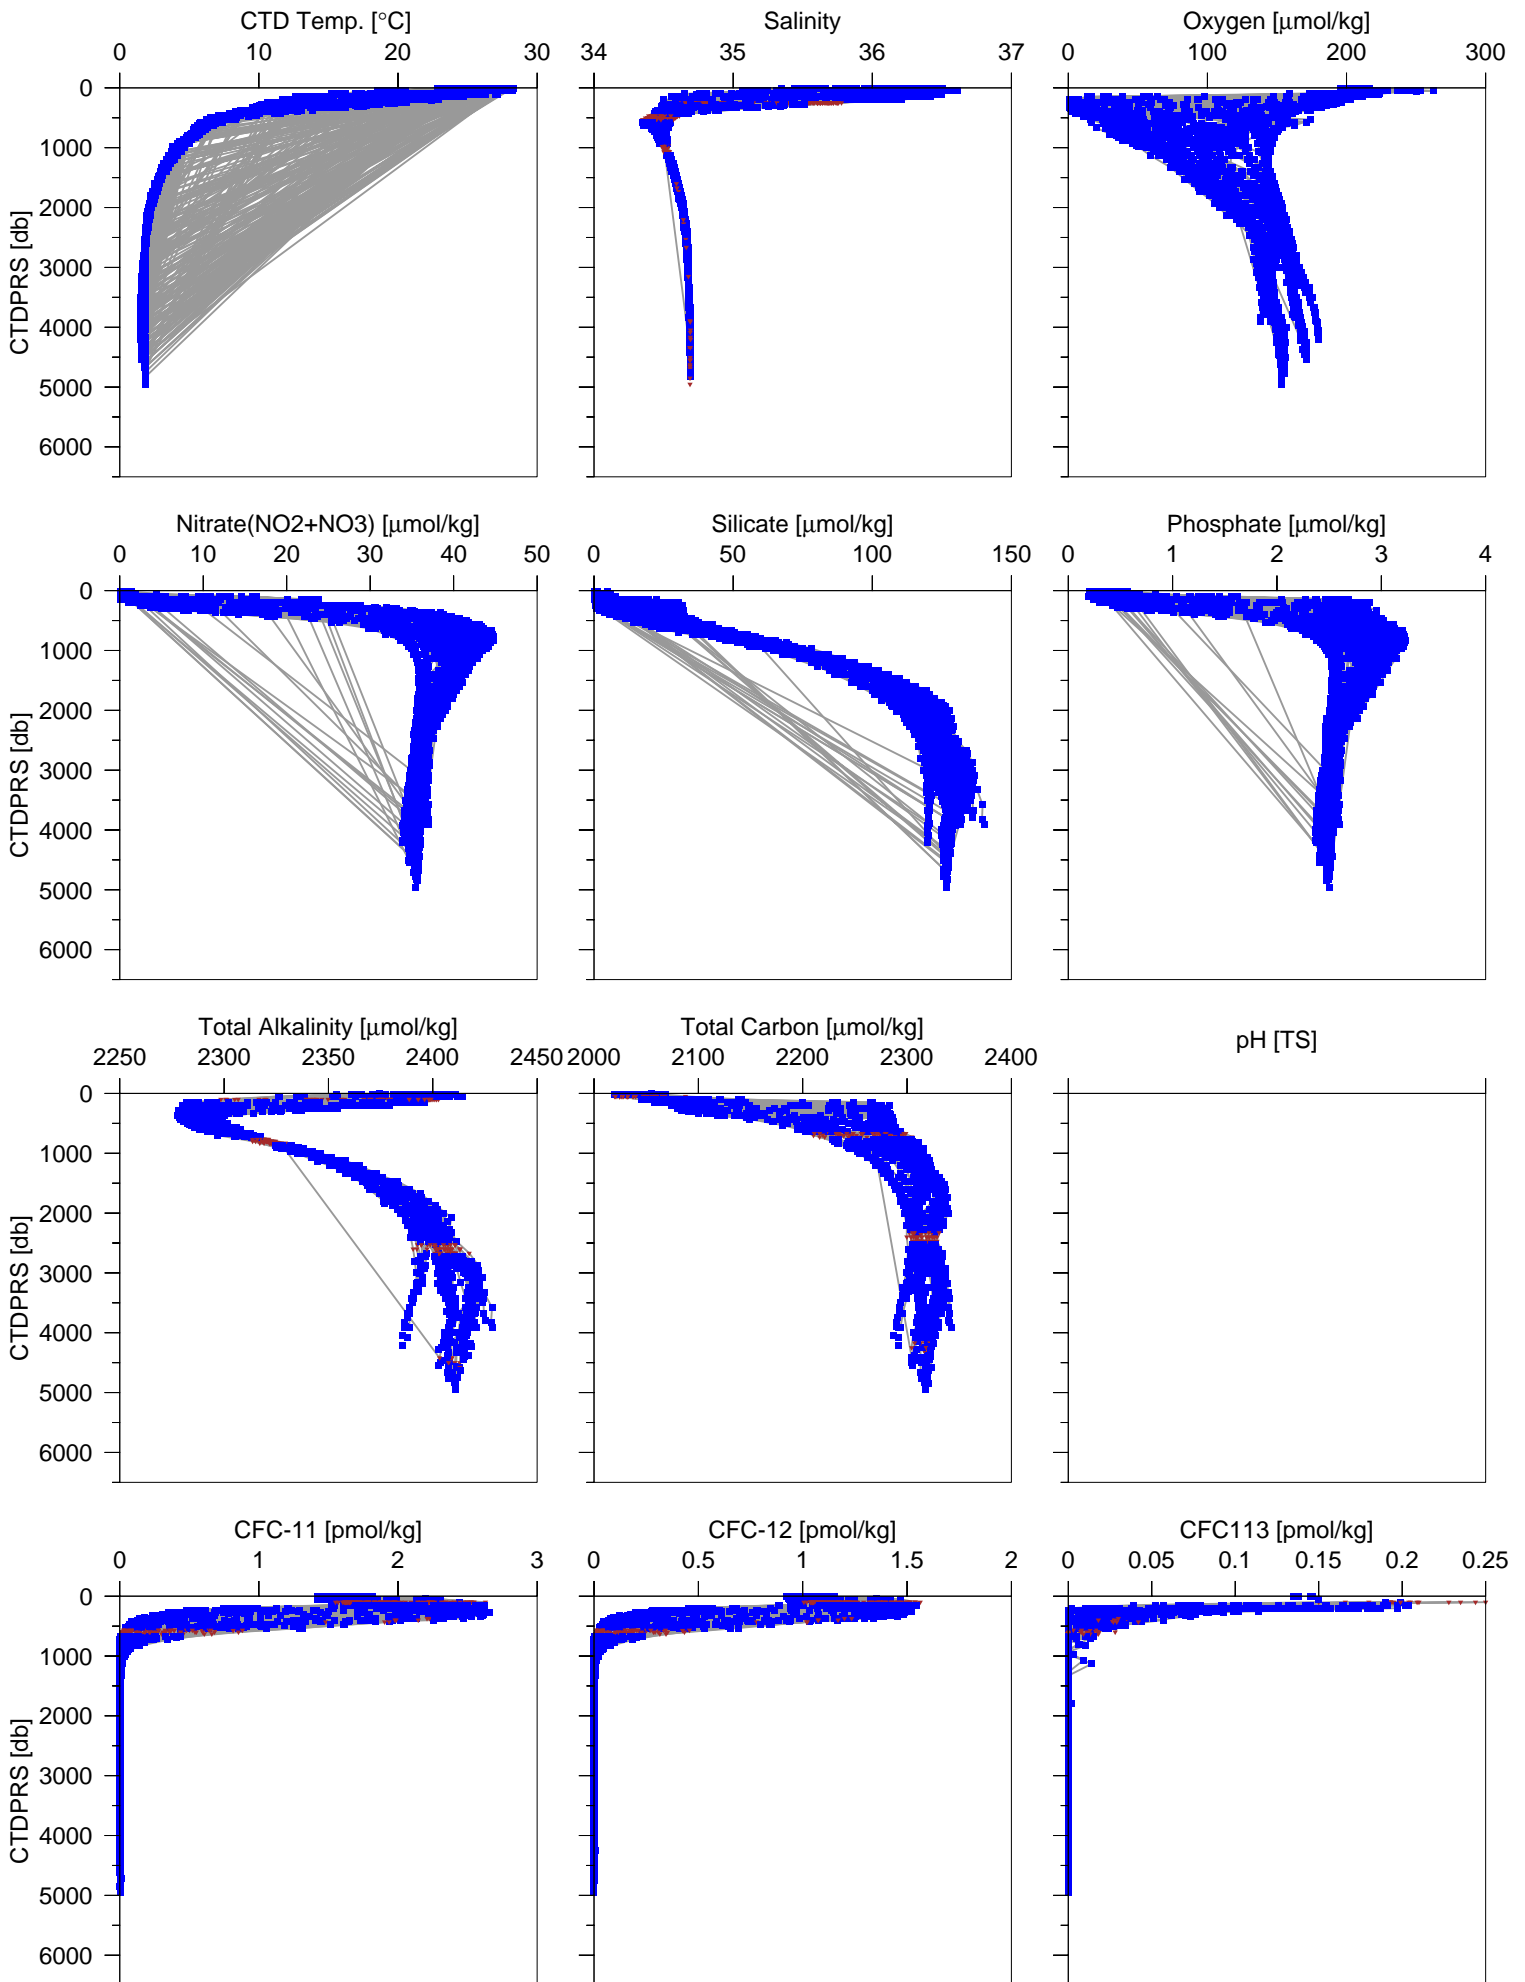 CTD Temp. [°C] Salinity Oxygen [μmol/kg]
0 10 20 30 34 35 36 37 0 100 200 300
0
1000
2000
3000
4000
5000
6000
CTDPRS [db]
Nitrate(NO2+NO3) [μmol/kg] Silicate [μmol/kg] Phosphate [μmol/kg]
0 10 20 30 40 50 0 50 100 150 0 1 2 3 4
0
1000
2000
3000
4000
5000
6000
CTDPRS [db]
Total Alkalinity [μmol/kg] Total Carbon [μmol/kg] pH [TS]
2250 2300 2350 2400 2450 2000 2100 2200 2300 2400
0
1000
2000
3000
4000
5000
6000
CTDPRS [db]
CFC-11 [pmol/kg] CFC-12 [pmol/kg] CFC113 [pmol/kg]
0 1 2 3 0 0.5 1 1.5 2 0 0.05 0.1 0.15 0.2 0.25
0
1000
2000
3000
4000
5000
6000
CTDPRS [db]